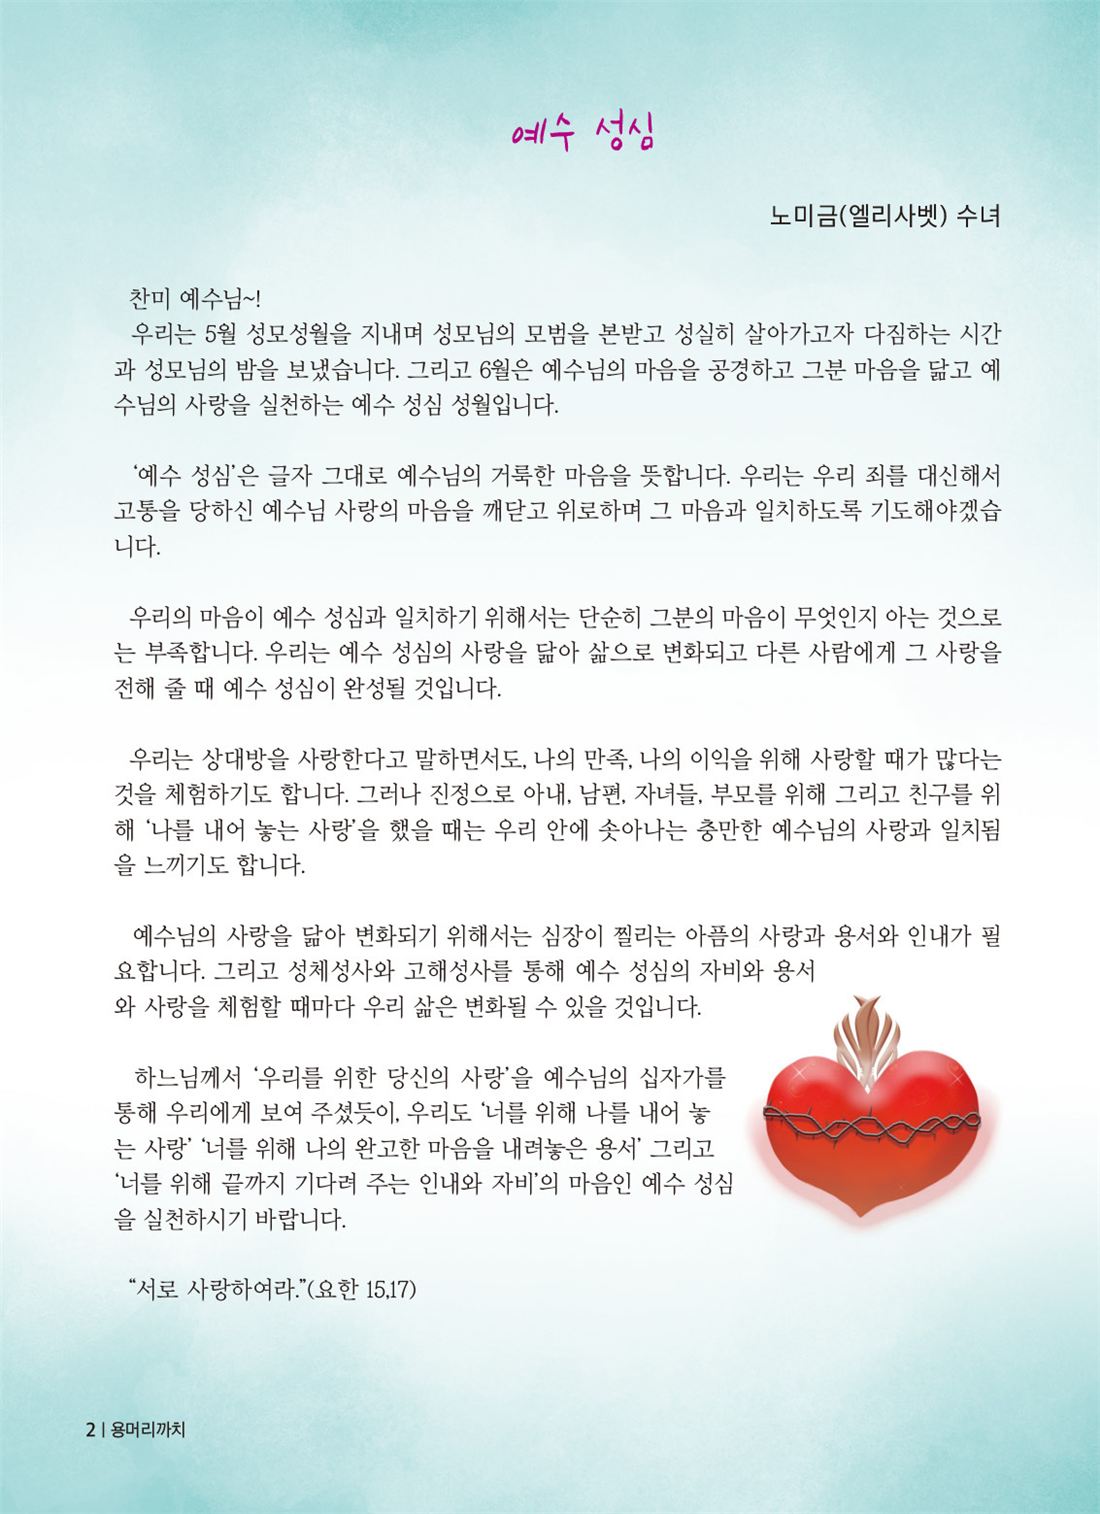 예수 성심
노미금(엘리사벳) 수녀
찬미 예수님~!
우리는 5월 성모성월을 지내며 성모님의 모범을 본받고 성실히 살아가고자 다짐하는 시간
과 성모님의 밤을 보냈습니다. 그리고 6월은 예수님의 마음을 공경하고 그분 마음을 닮고 예
수님의 사랑을 실천하는 예수 성심 성월입니다.
‘예수 성심’은 글자 그대로 예수님의 거룩한 마음을 뜻합니다. 우리는 우리 죄를 대신해서
고통을 당하신 예수님 사랑의 마음을 깨닫고 위로하며 그 마음과 일치하도록 기도해야겠습
니다.
우리의 마음이 예수 성심과 일치하기 위해서는 단순히 그분의 마음이 무엇인지 아는 것으로
는 부족합니다. 우리는 예수 성심의 사랑을 닮아 삶으로 변화되고 다른 사람에게 그 사랑을
전해 줄 때 예수 성심이 완성될 것입니다.
우리는 상대방을 사랑한다고 말하면서도, 나의 만족, 나의 이익을 위해 사랑할 때가 많다는
것을 체험하기도 합니다. 그러나 진정으로 아내, 남편, 자녀들, 부모를 위해 그리고 친구를 위
해 ‘나를 내어 놓는 사랑’을 했을 때는 우리 안에 솟아나는 충만한 예수님의 사랑과 일치됨
을 느끼기도 합니다.
예수님의 사랑을 닮아 변화되기 위해서는 심장이 찔리는 아픔의 사랑과 용서와 인내가 필
요합니다. 그리고 성체성사와 고해성사를 통해 예수 성심의 자비와 용서
와 사랑을 체험할 때마다 우리 삶은 변화될 수 있을 것입니다.
하느님께서 ‘우리를 위한 당신의 사랑’을 예수님의 십자가를
통해 우리에게 보여 주셨듯이, 우리도 ‘너를 위해 나를 내어 놓
는 사랑’ ‘너를 위해 나의 완고한 마음을 내려놓은 용서’ 그리고
‘너를 위해 끝까지 기다려 주는 인내와 자비’의 마음인 예수 성심
을 실천하시기 바랍니다.
“서로 사랑하여라.”(요한 15,17)
2 | 용머리까치